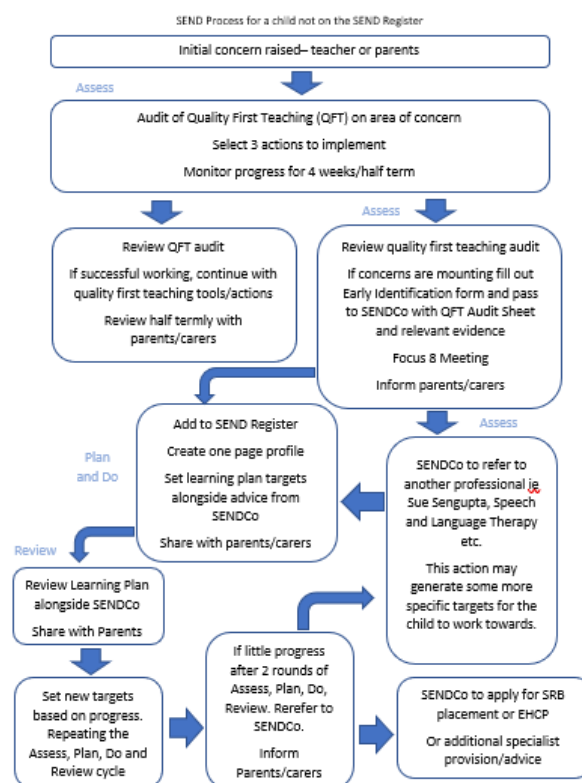 SEND Process for a child not on the SEND Register
Initial concern raised– teacher or parents
Assess
Audit of Quality First Teaching (QFT) on area of concern
Select 3 actions to implement
Monitor progress for 4 weeks/half term
Review QFT audit
If successful working, continue with
quality first teaching tools/actions
Review half termly with
parents/carers
Assess
Review quality first teaching audit
If concerns are mounting fill out
Early Identification form and pass
to SENDCo with QFT Audit Sheet
and relevant evidence
Focus 8 Meeting
Inform parents/carers
Plan
and Do
Add to SEND Register
Create one page profile
Set learning plan targets
alongside advice from
SENDCo
Share with parents/carers
Assess
SENDCo to refer to
another professional ie
Sue Sengupta, Speech
and Language Therapy
etc.
This action may
generate some more
specific targets for the
child to work towards.
Review
Review Learning Plan
alongside SENDCo
Share with Parents
Set new targets
based on progress.
Repeating the
Assess, Plan, Do and
Review cycle
If little progress
after 2 rounds of
Assess, Plan, Do,
Review. Rerefer to
SENDCo.
Inform
Parents/carers
SENDCo to apply for SRB
placement or EHCP
Or additional specialist
provision/advice